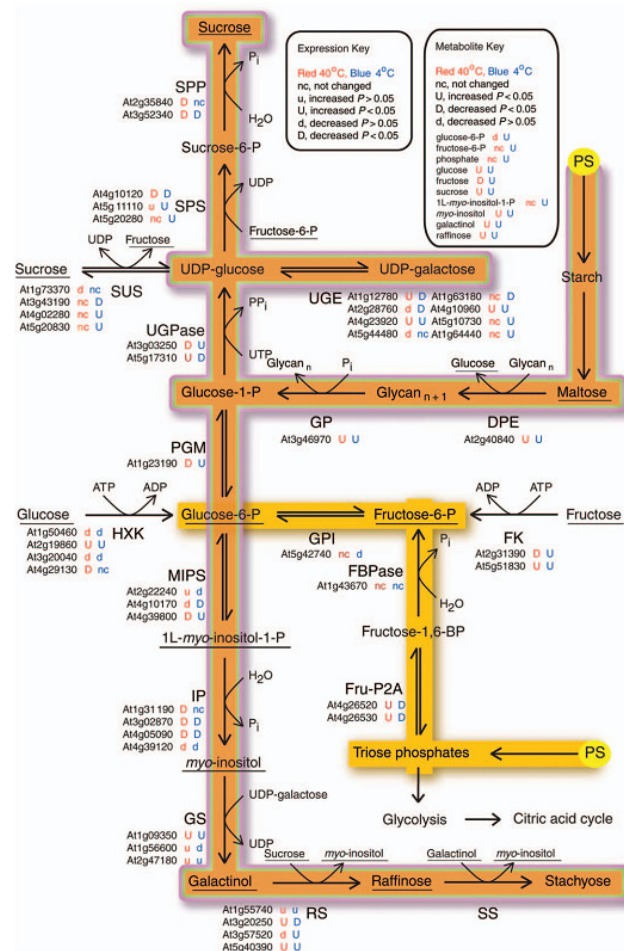 Sucrose
SPP
At2g35840 D nc
At3g52340 D D
Pi
H2O
Sucrose-6-P
SPS
At4g10120 D D
At5g11110 u U
At5g20280 nc U
UDP
Fructose-6-P
Expression Key
Red 40°C, Blue 4°C
nc, not changed
u, increased P > 0.05
U, increased P < 0.05
d, decreased P > 0.05
D, decreased P < 0.05
Metabolite Key
Red 40°C, Blue 4°C
nc, not changed
U, increased P > 0.05
D, decreased P < 0.05
d, decreased P > 0.05
glucose-6-P d U
fructose-6-P nc U
phosphate nc U
glucose U U
fructose D U
sucrose U U
1L-myo-inositol-1-P nc U
myo-inositol U U
galactinol U U
raffinose U U
PS
Starch
UDP Fructose
Sucrose
SUS
At1g73370 d nc
At3g43190 nc D
At4g02280 nc U
At5g20830 nc U
UDP-glucose
UDP-galactose
UGE
At1g12780 U D At1g63180 nc D
At2g28760 d D At4g10960 U U
At4g23920 U U At5g10730 nc U
At5g44480 d nc At1g64440 nc U
UGPase
At3g03250 D U
At5g17310 U D
PPi
UTP
Glycan n Pi
Glucose Glycan n
Glucose-1-P
Glycan n+1
Maltose
GP
At3g46970 U U
DPE
At2g40840 U U
PGM
At1g23190 D U
ATP ADP
Glucose
HXK
At1g50460 d d
At2g19860 U U
At3g20040 d d
At4g29130 D nc
Glucose-6-P
Fructose-6-P
GPI
At5g42740 nc d
ADP ATP
Fructose
FK
At2g31390 D U
At5g51830 U U
FBPase
At1g43670 nc nc
Pi
H2O
Fructose-1,6-BP
MIPS
At2g22240 u d
At4g10170 d D
At4g39800 D U
1L-myo-inositol-1-P
Fru-P2A
At4g26520 U D
At4g26530 U D
IP
At1g31190 D nc
At3g02870 D D
At4g05090 D D
At4g39120 d d
H2O
Pi
Triose phosphates
PS
myo-inositol
Glycolysis
Citric acid cycle
GS
At1g09350 U U
At1g56600 u d
At2g47180 u u
UDP-galactose
UDP
Sucrose myo-inositol
Galactinol myo-inositol
Galactinol
Raffinose
Stachyose
RS
At1g55740 u u
At3g20250 U D
At3g57520 d U
At5g40390 U U
SS